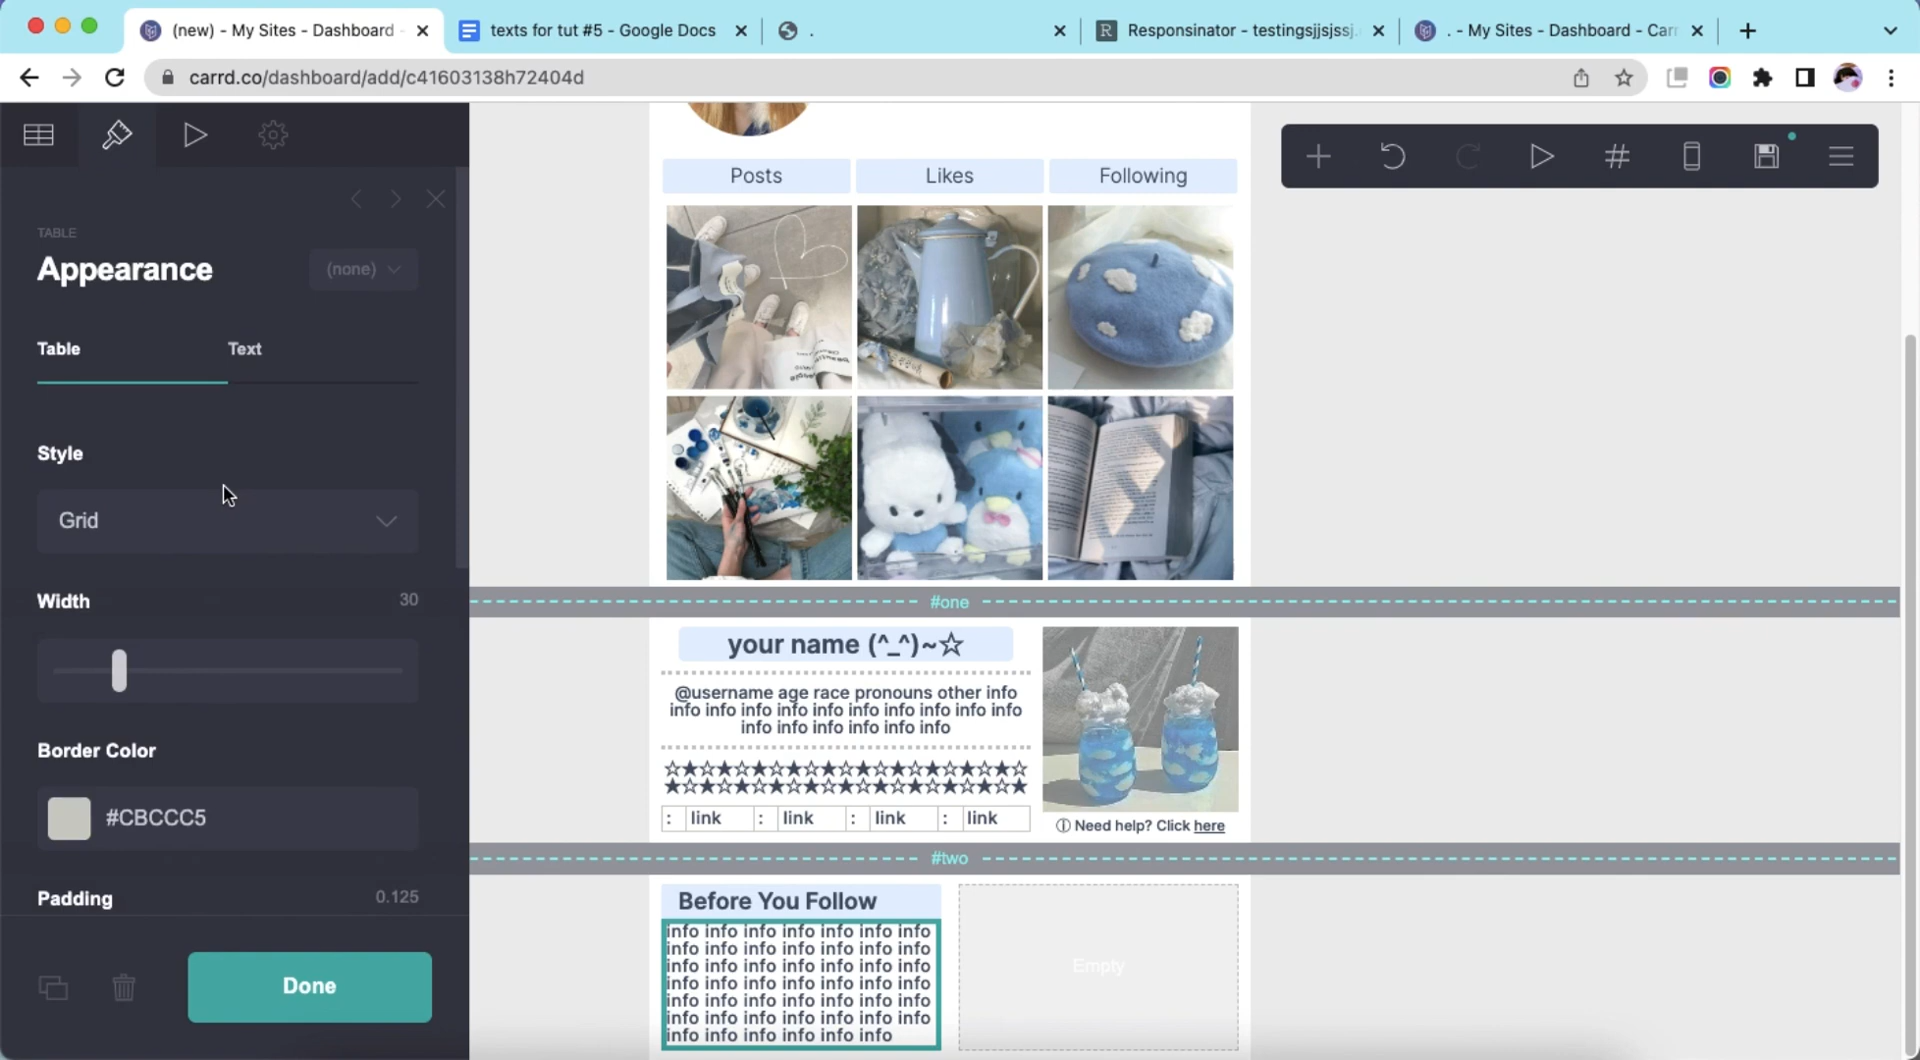 (new) - My Sites - Dashboard -
texts for tut #5 - Google Docs
.
Responsinator - testingsjjsjssj.
. - My Sites - Dashboard - Carr
carrd.co/dashboard/add/c41603138h72404d
TABLE
Appearance
(none)
Table
Text
Style
Grid
Width
30
Border Color
#CBCCC5
Padding
0.125
Done
Posts
Likes
Following
#one
your name (^_^)~☆
@username age race pronouns other info
info info info info info info info info info info
info info info info info info
☆★☆★☆★☆★☆★☆★☆★☆★☆★☆★
★☆★☆★☆★☆★☆★☆★☆★☆★☆★☆★
: link : link : link : link
ⓘ Need help? Click here
#two
Before You Follow
info info info info info info info
info info info info info info info
info info info info info info info
info info info info info info info
info info info info info info info
info info info info info info info
info info info info info info
Empty